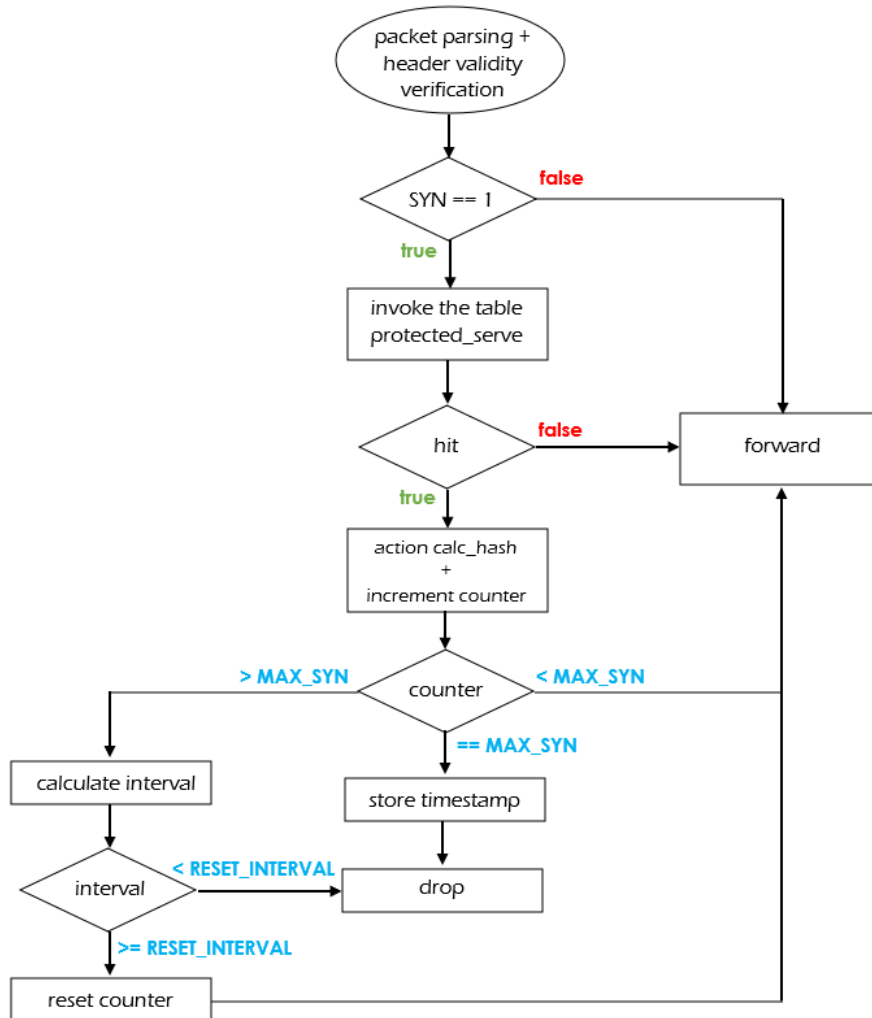 packet parsing +
header validity
verification
SYN == 1
false
true
invoke the table
protected_serve
hit
false
forward
true
action calc_hash
+
increment counter
> MAX_SYN
counter
< MAX_SYN
== MAX_SYN
calculate interval
store timestamp
interval
< RESET_INTERVAL
drop
>= RESET_INTERVAL
reset counter